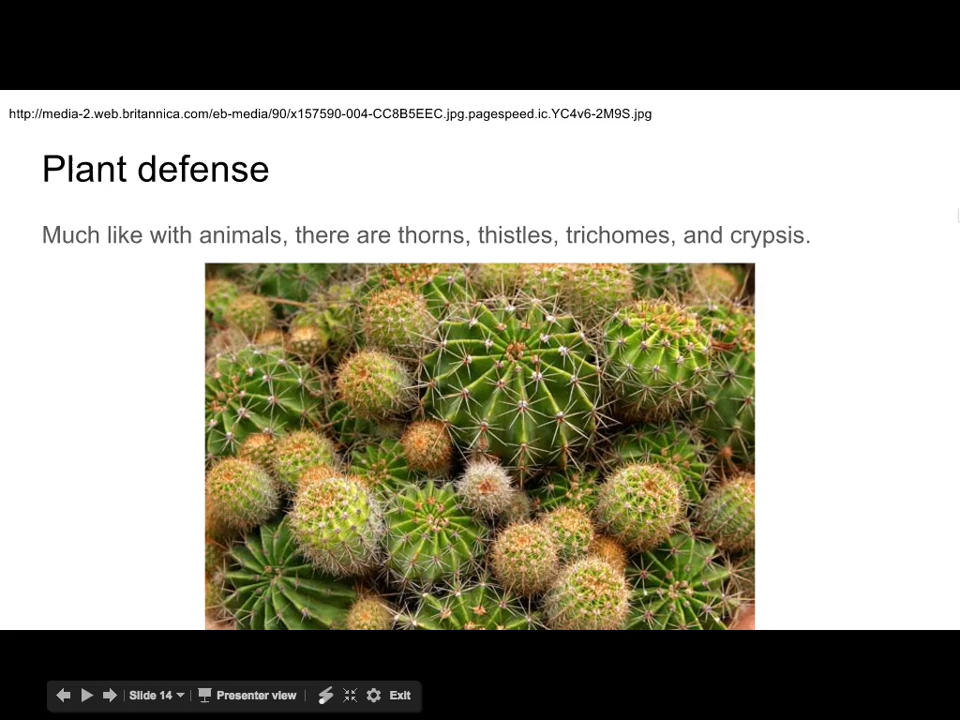 http://media-2.web.britannica.com/eb-media/90/x157590-004-CC8B5EEC.jpg.pagespeed.ic.YC4v6-2M9S.jpg
Plant defense
Much like with animals, there are thorns, thistles, trichomes, and crypsis.
Slide 14 Presenter view Exit